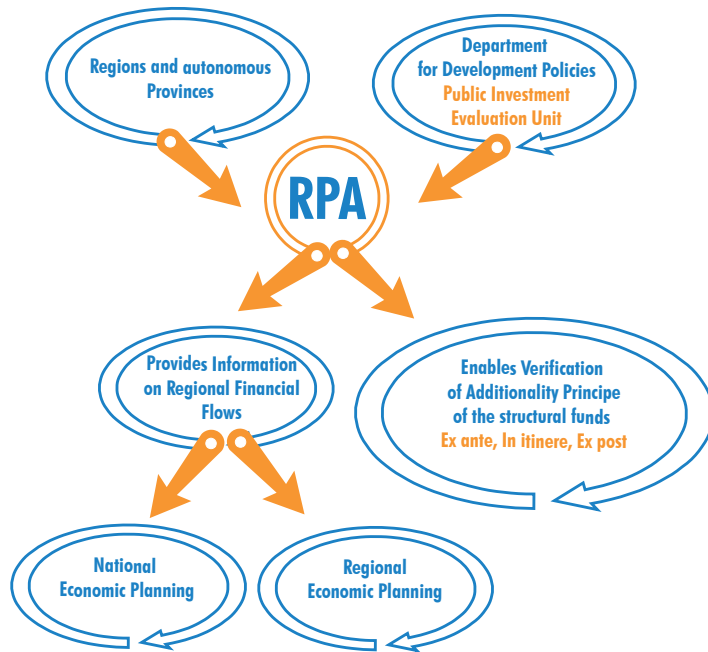 Regions and autonomous
Provinces
Department
for Development Policies
Public Investment
Evaluation Unit
RPA
Provides Information
on Regional Financial
Flows
Enables Verification
of Additionality Principe
of the structural funds
Ex ante, In itinere, Ex post
National
Economic Planning
Regional
Economic Planning